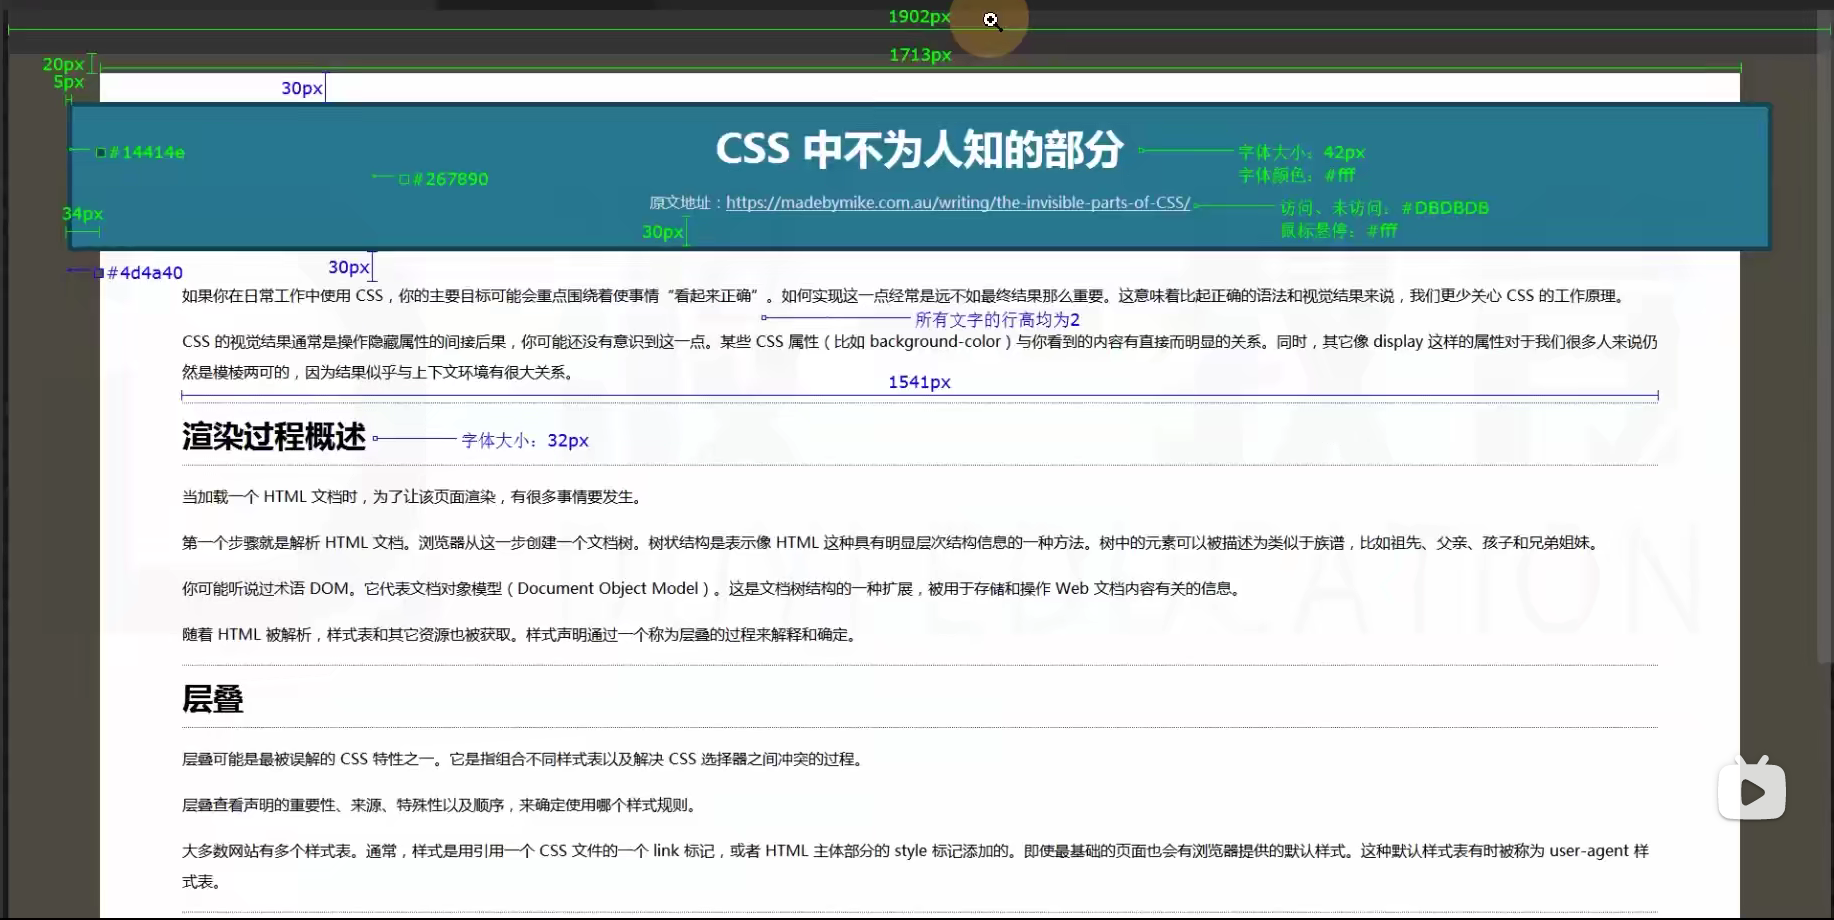 1902px
1713px
20px
5px
30px
CSS 中不为人知的部分
字体大小：42px
字体颜色：#fff
#14414e
#267890
原文地址：https://madebymike.com.au/writing/the-invisible-parts-of-CSS/
访问、未访问：#DBDBDB
鼠标悬停：#fff
34px
30px
#4d4a40
30px
如果你在日常工作中使用 CSS，你的主要目标可能会重点围绕着使事情“看起来正确”。如何实现这一点经常是远不如最终结果那么重要。这意味着比起正确的语法和视觉结果来说，我们更少关心 CSS 的工作原理。
所有文字的行高均为2
CSS 的视觉结果通常是操作隐藏属性的间接后果，你可能还没有意识到这一点。某些 CSS 属性（比如 background-color）与你看到的内容有直接而明显的关系。同时，其它像 display 这样的属性对于我们很多人来说仍
然是模棱两可的，因为结果似乎与上下文环境有很大关系。
1541px
渲染过程概述
字体大小：32px
当加载一个 HTML 文档时，为了让该页面渲染，有很多事情要发生。
第一个步骤就是解析 HTML 文档。浏览器从这一步创建一个文档树。树状结构是表示像 HTML 这种具有明显层次结构信息的一种方法。树中的元素可以被描述为类似于族谱，比如祖先、父亲、孩子和兄弟姐妹。
你可能听说过术语 DOM。它代表文档对象模型（Document Object Model）。这是文档树结构的一种扩展，被用于存储和操作 Web 文档内容有关的信息。
随着 HTML 被解析，样式表和其它资源也被获取。样式声明通过一个称为层叠的过程来解释和确定。
层叠
层叠可能是最被误解的 CSS 特性之一。它是指组合不同样式表以及解决 CSS 选择器之间冲突的过程。
层叠查看声明的重要性、来源、特殊性以及顺序，来确定使用哪个样式规则。
大多数网站有多个样式表。通常，样式是用引用一个 CSS 文件的一个 link 标记，或者 HTML 主体部分的 style 标记添加的。即使最基础的页面也会有浏览器提供的默认样式。这种默认样式表有时被称为 user-agent 样
式表。